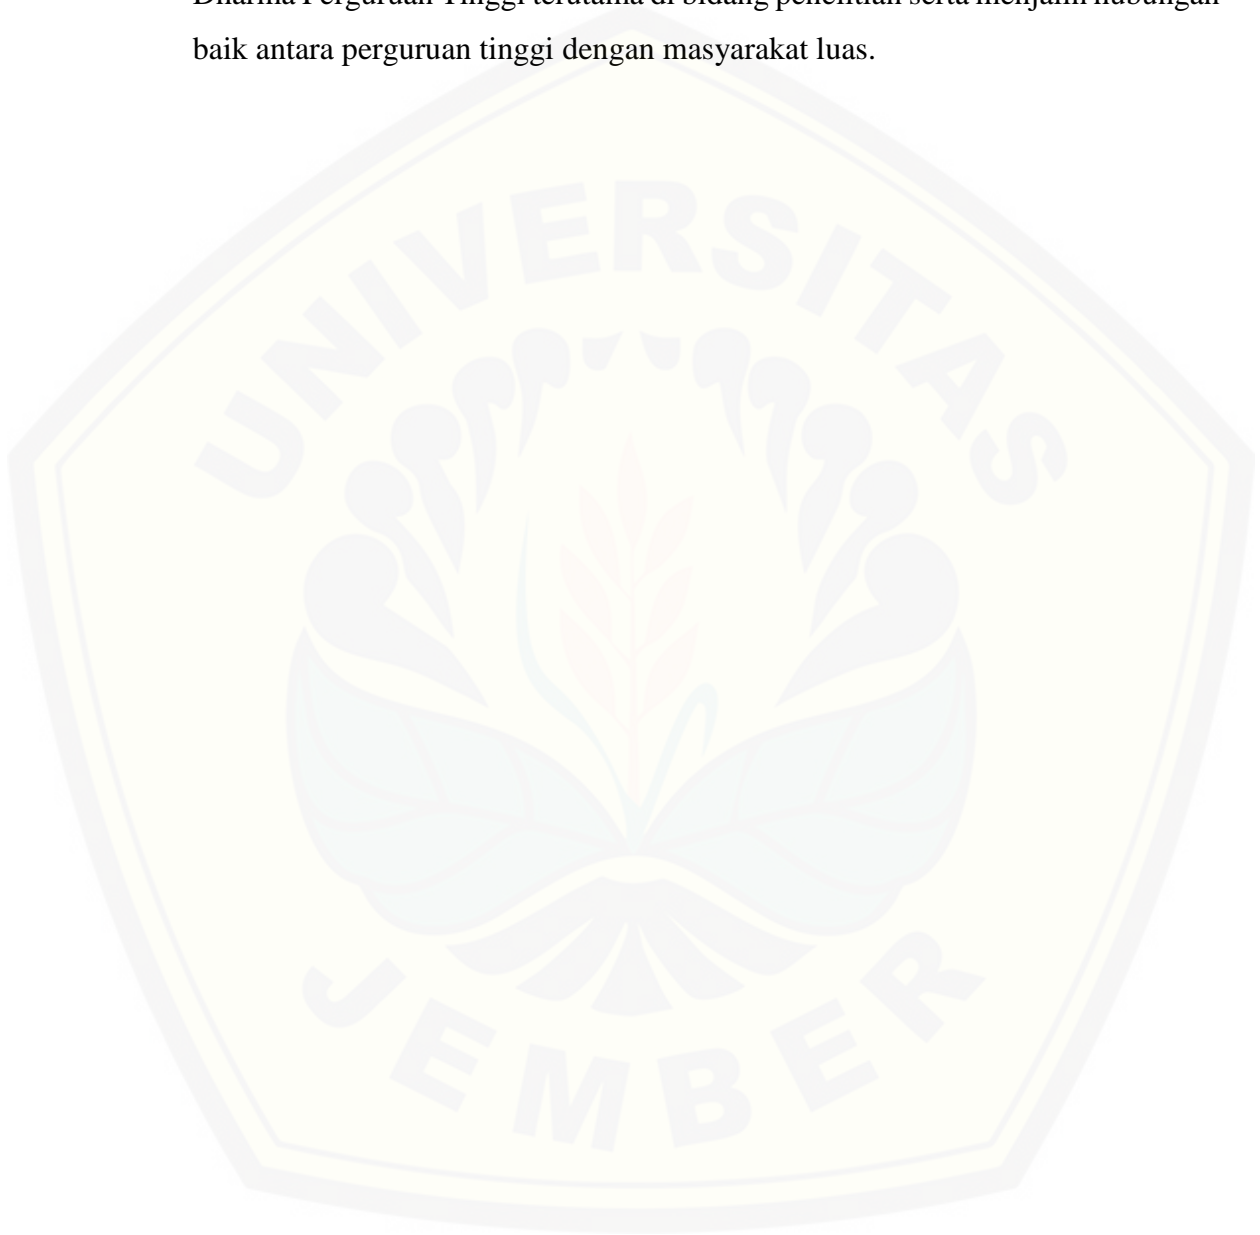 Dharma Perguruan Tinggi terutama di bidang penelitian serta menjalin hubungan
baik antara perguruan tinggi dengan masyarakat luas.
UNIVERSITAS
JEMBER